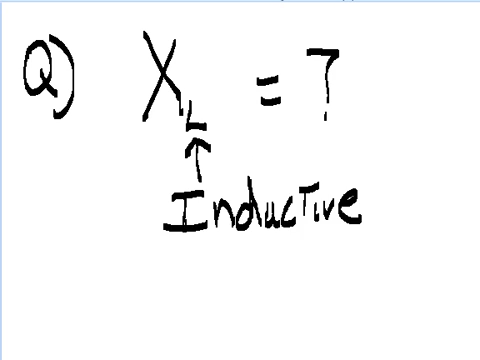 Q) X_L = ?
↑
Inductive